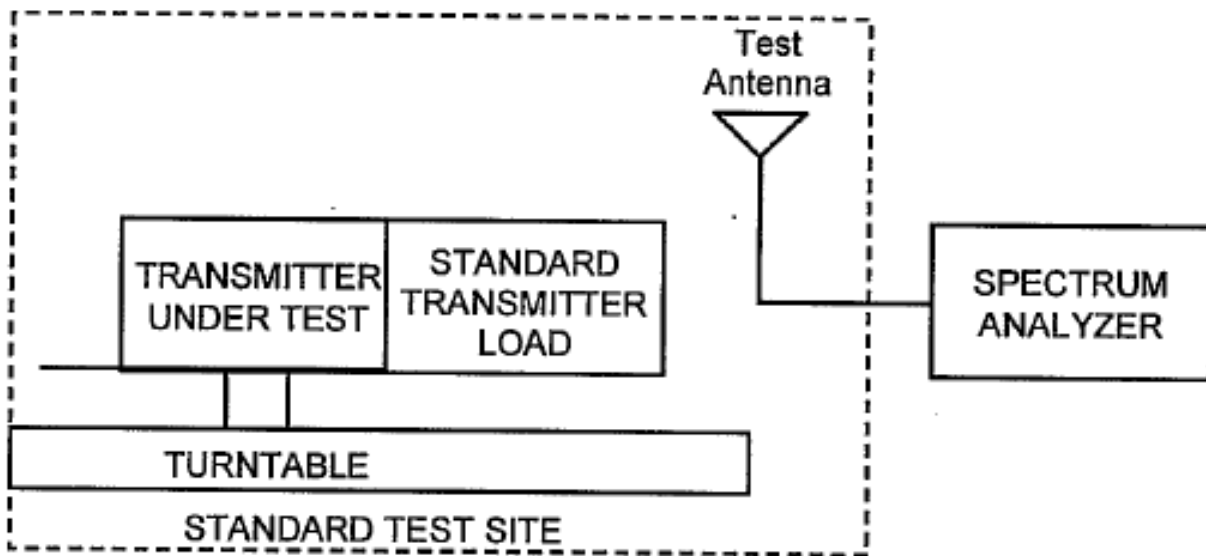 Test
Antenna
TRANSMITTER
UNDER TEST
STANDARD
TRANSMITTER
LOAD
SPECTRUM
ANALYZER
TURNTABLE
STANDARD TEST SITE